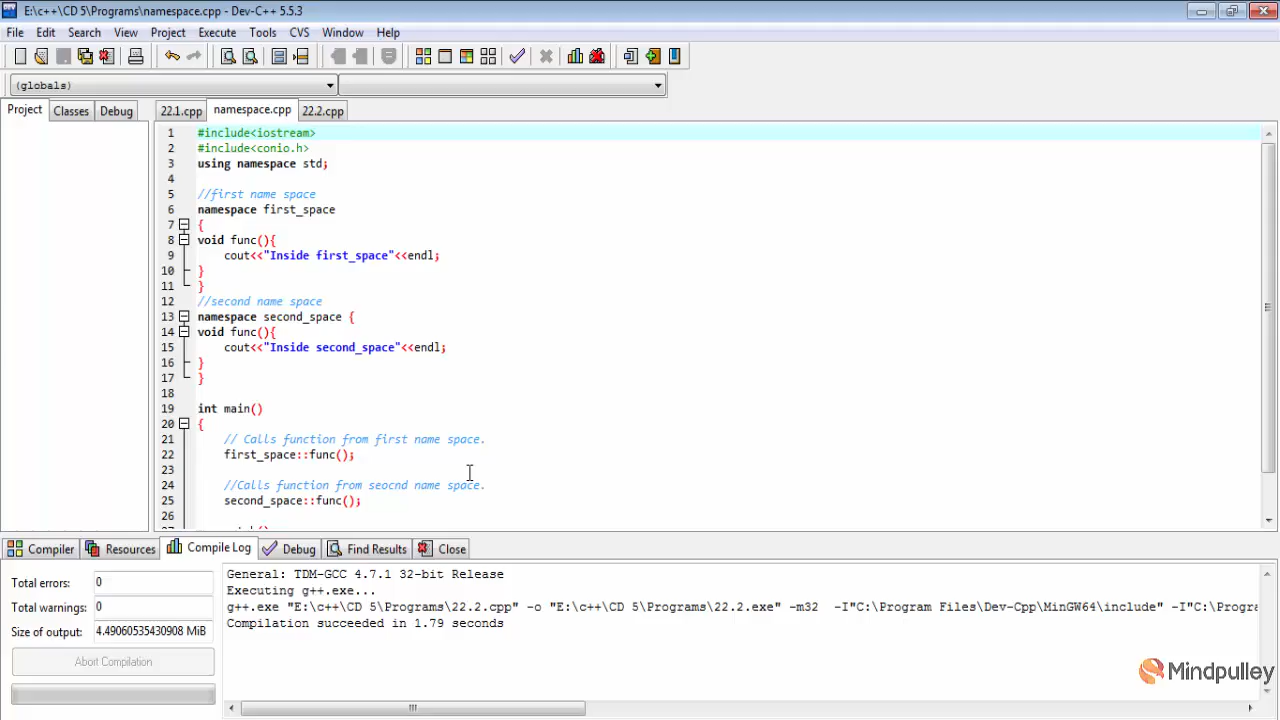 E:\c++\CD 5\Programs\namespace.cpp - Dev-C++ 5.5.3
File Edit Search View Project Execute Tools CVS Window Help
(globals)
Project Classes Debug 22.1.cpp namespace.cpp 22.2.cpp
1 #include<iostream>
2 #include<conio.h>
3 using namespace std;
4
5 //first name space
6 namespace first_space
7 {
8 void func(){
9 cout<<"Inside first_space"<<endl;
10 }
11 }
12 //second name space
13 namespace second_space {
14 void func(){
15 cout<<"Inside second_space"<<endl;
16 }
17 }
18
19 int main()
20 {
21 // Calls function from first name space.
22 first_space::func();
23
24 //Calls function from seocnd name space.
25 second_space::func();
26
Compiler Resources Compile Log Debug Find Results Close
Total errors: 0
Total warnings: 0
Size of output: 4.49060535430908 MiB
Abort Compilation
General: TDM-GCC 4.7.1 32-bit Release
Executing g++.exe...
g++.exe "E:\c++\CD 5\Programs\22.2.cpp" -o "E:\c++\CD 5\Programs\22.2.exe" -m32 -I"C:\Program Files\Dev-Cpp\MinGW64\include" -I"C:\Progra
Compilation succeeded in 1.79 seconds
Mindpulley